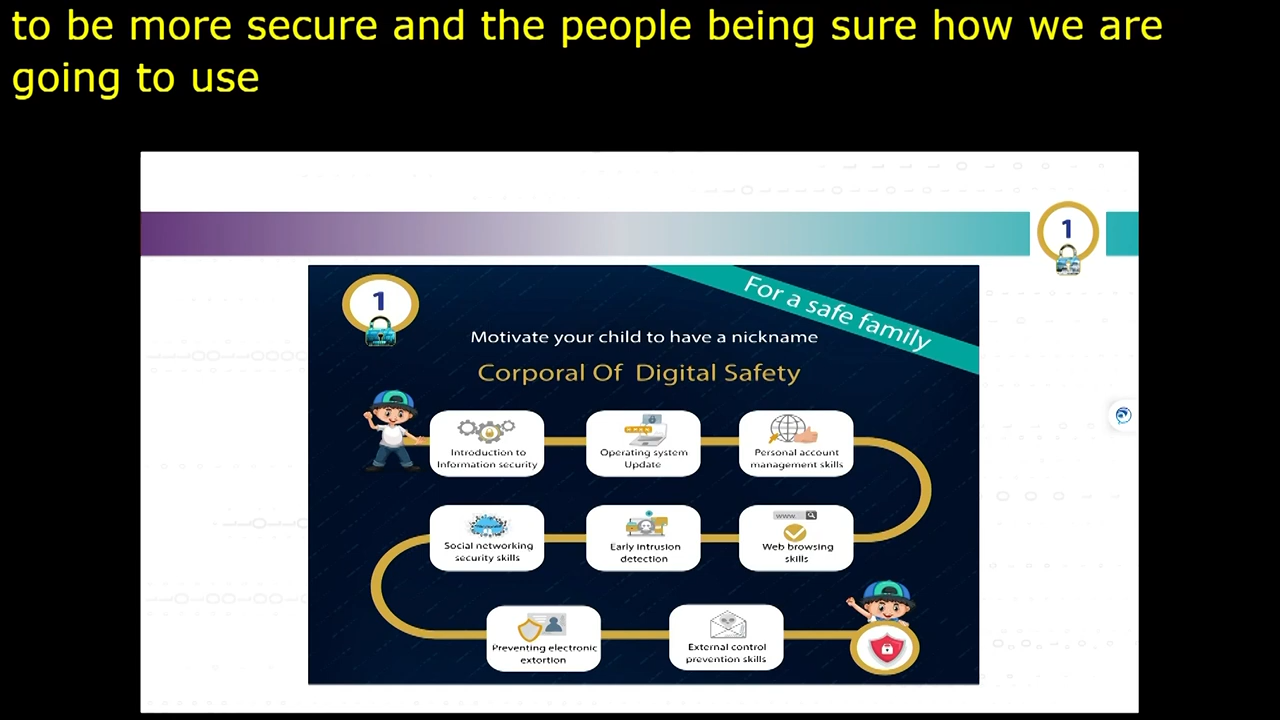 to be more secure and the people being sure how we are
going to use
1
1
For a safe family
Motivate your child to have a nickname
Corporal Of Digital Safety
Introduction to
Information security
Operating system
Update
Personal account
management skills
Social networking
security skills
Early intrusion
detection
www.
Web browsing
skills
Preventing electronic
extortion
External control
prevention skills